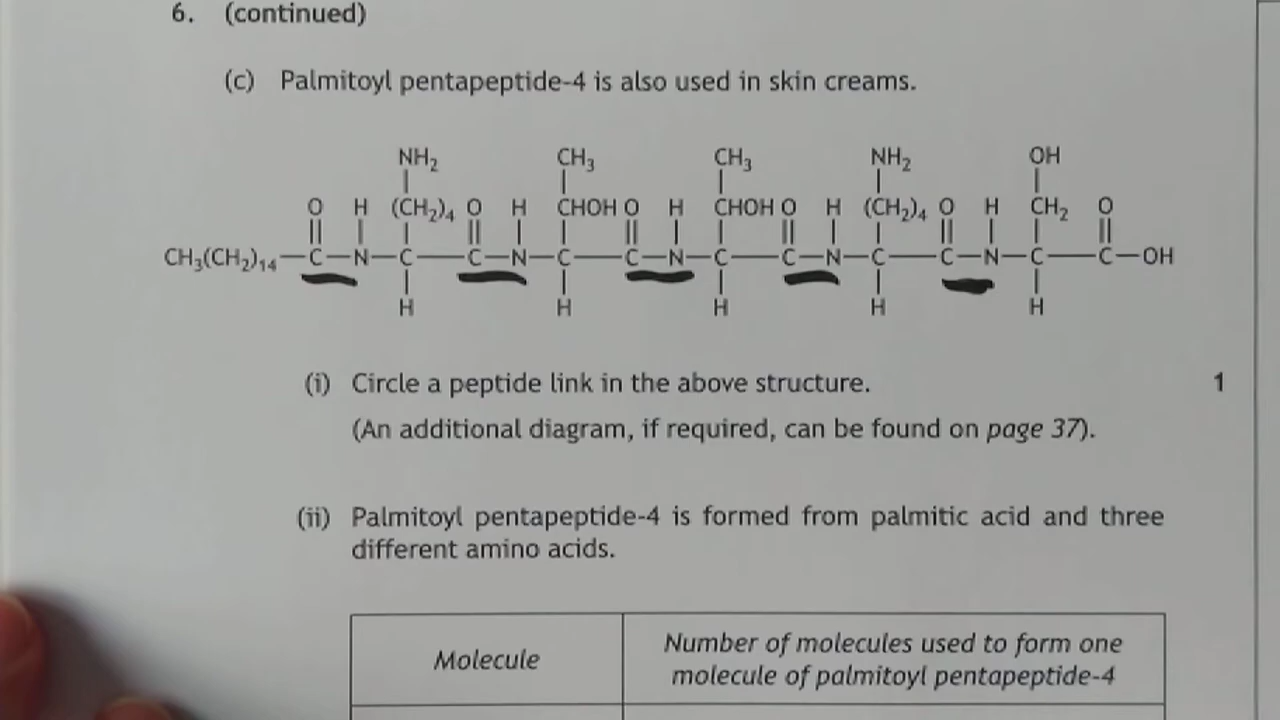 6. (continued)
(c) Palmitoyl pentapeptide-4 is also used in skin creams.
NH₂ CH₃ CH₃ NH₂ OH
O H (CH₂)₄ O H CHOH O H CHOH O H (CH₂)₄ O H CH₂ O
CH₃(CH₂)₁₄—C—N—C—C—N—C—C—N—C—C—N—C—C—N—C—C—OH
H H H H H
(i) Circle a peptide link in the above structure. 1
(An additional diagram, if required, can be found on page 37).
(ii) Palmitoyl pentapeptide-4 is formed from palmitic acid and three
different amino acids.
Molecule
Number of molecules used to form one
molecule of palmitoyl pentapeptide-4